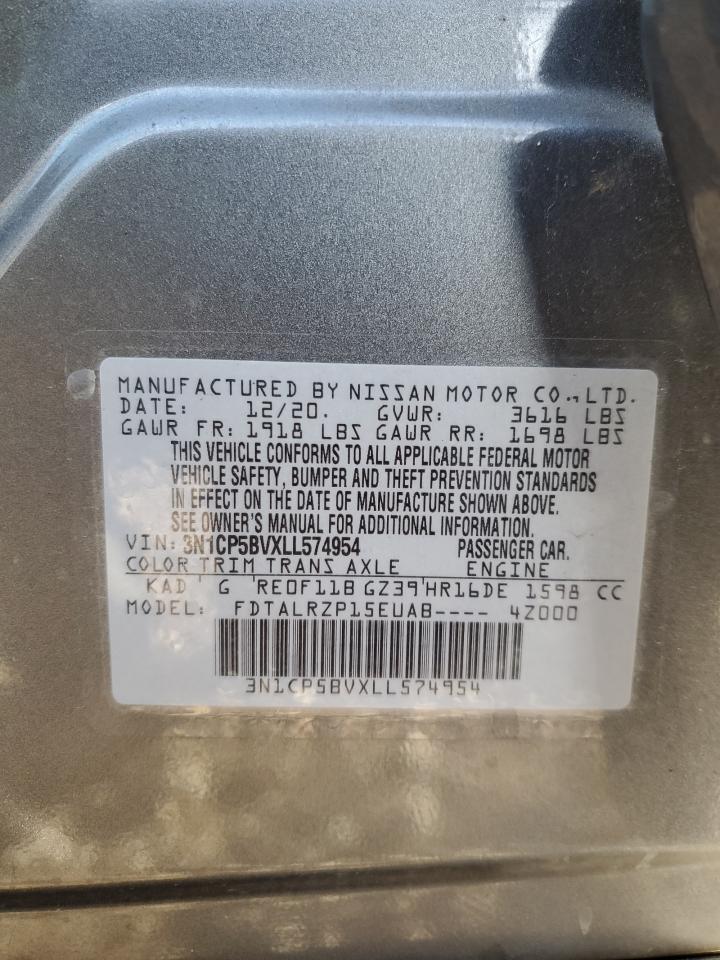 MANUFACTURED BY NISSAN MOTOR CO., LTD.
DATE: 12/20. GVWR: 3616 LBS
GAWR FR: 1918 LBS GAWR RR: 1698 LBS
THIS VEHICLE CONFORMS TO ALL APPLICABLE FEDERAL MOTOR
VEHICLE SAFETY, BUMPER AND THEFT PREVENTION STANDARDS
IN EFFECT ON THE DATE OF MANUFACTURE SHOWN ABOVE.
SEE OWNER'S MANUAL FOR ADDITIONAL INFORMATION.
VIN: 3N1CP5BVXLL574954 PASSENGER CAR.
COLOR TRIM TRANS AXLE ENGINE
KAD G RE0F11B GZ39 HR16DE 1598 CC
MODEL: FDTALRZP15EUAB---- 4Z000
3N1CP5BVXLL574954